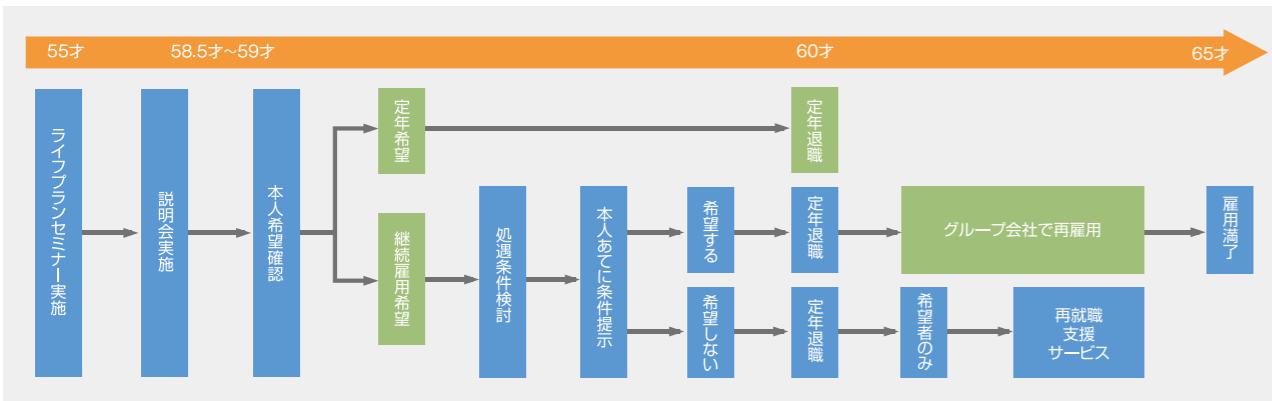 55才
58.5才~59才
60才
65才
ライフプランセミナー実施
説明会実施
本人希望確認
定年希望
定年退職
継続雇用希望
処遇条件検討
本人あてに条件提示
希望する
定年退職
グループ会社で再雇用
雇用満了
希望しない
定年退職
希望者のみ
再就職
支援
サービス